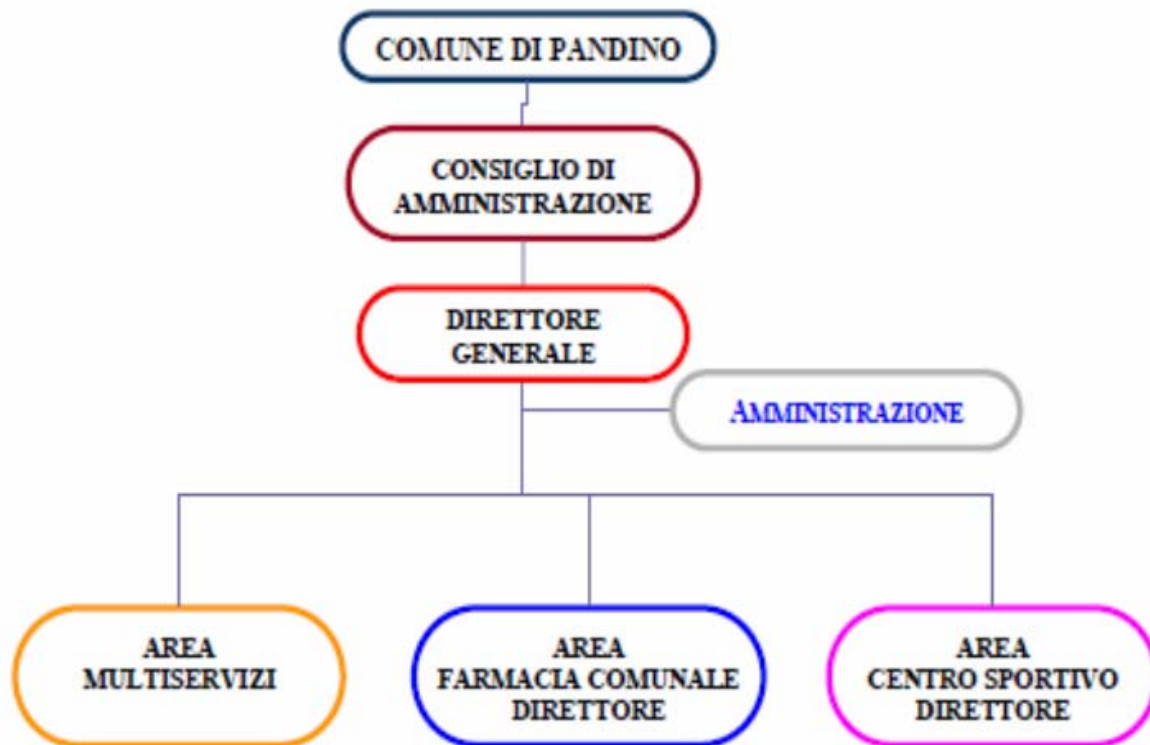 COMUNE DI PANDINO
CONSIGLIO DI
AMMINISTRAZIONE
DIRETTORE
GENERALE
AMMINISTRAZIONE
AREA
MULTISERVIZI
AREA
FARMACIA COMUNALE
DIRETTORE
AREA
CENTRO SPORTIVO
DIRETTORE